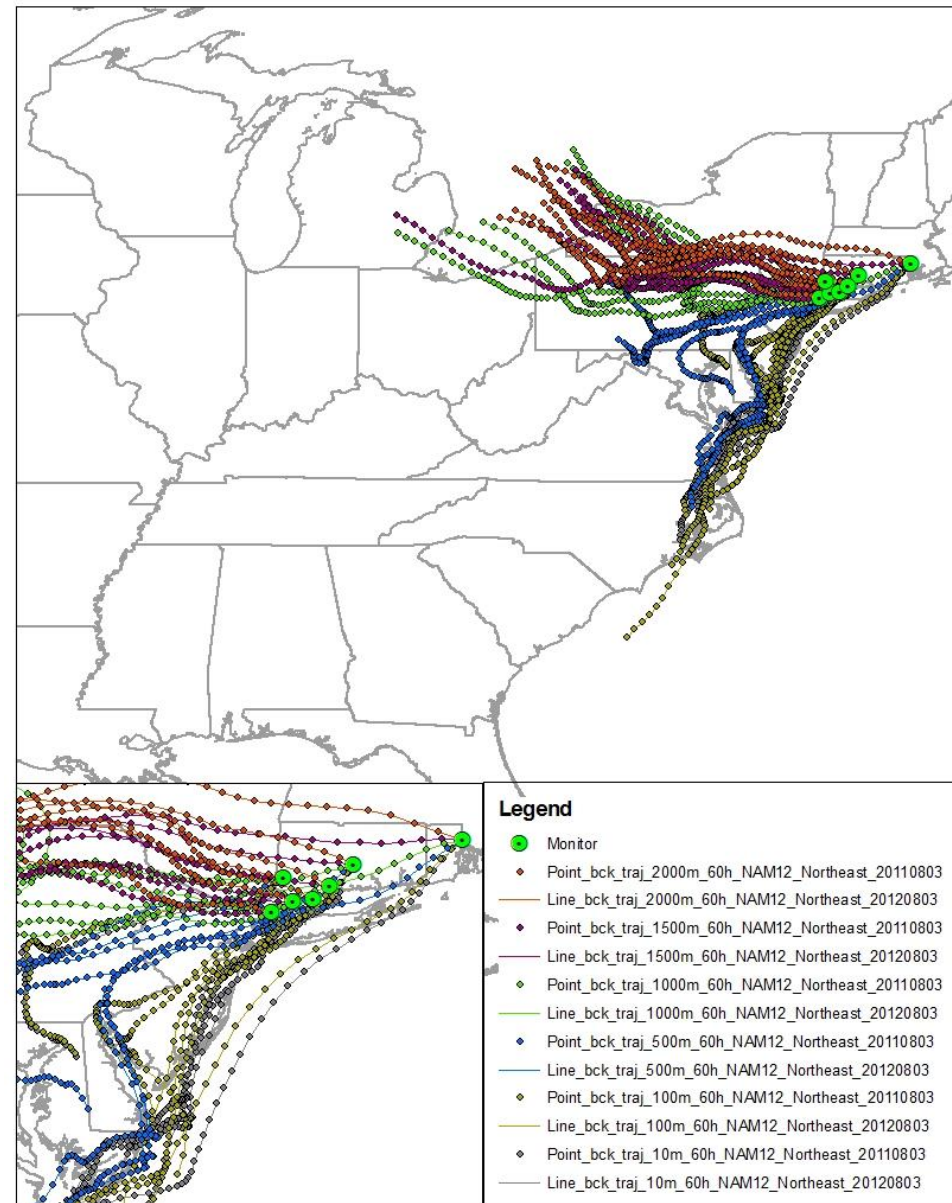 Legend
Monitor
Point_bck_traj_2000m_60h_NAM12_Northeast_20110803
Line_bck_traj_2000m_60h_NAM12_Northeast_20120803
Point_bck_traj_1500m_60h_NAM12_Northeast_20110803
Line_bck_traj_1500m_60h_NAM12_Northeast_20120803
Point_bck_traj_1000m_60h_NAM12_Northeast_20110803
Line_bck_traj_1000m_60h_NAM12_Northeast_20120803
Point_bck_traj_500m_60h_NAM12_Northeast_20110803
Line_bck_traj_500m_60h_NAM12_Northeast_20120803
Point_bck_traj_100m_60h_NAM12_Northeast_20110803
Line_bck_traj_100m_60h_NAM12_Northeast_20120803
Point_bck_traj_10m_60h_NAM12_Northeast_20110803
Line_bck_traj_10m_60h_NAM12_Northeast_20120803